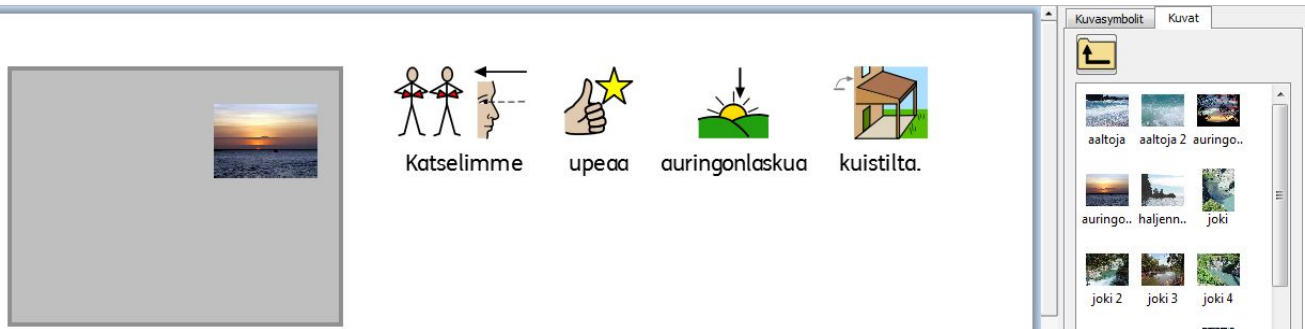 Kuvasymbolit Kuvat
Katselimme upeaa auringonlaskua kuistilta.
aaltoja aaltoja 2 auringo..
auringo.. haljenn.. joki
joki 2 joki 3 joki 4